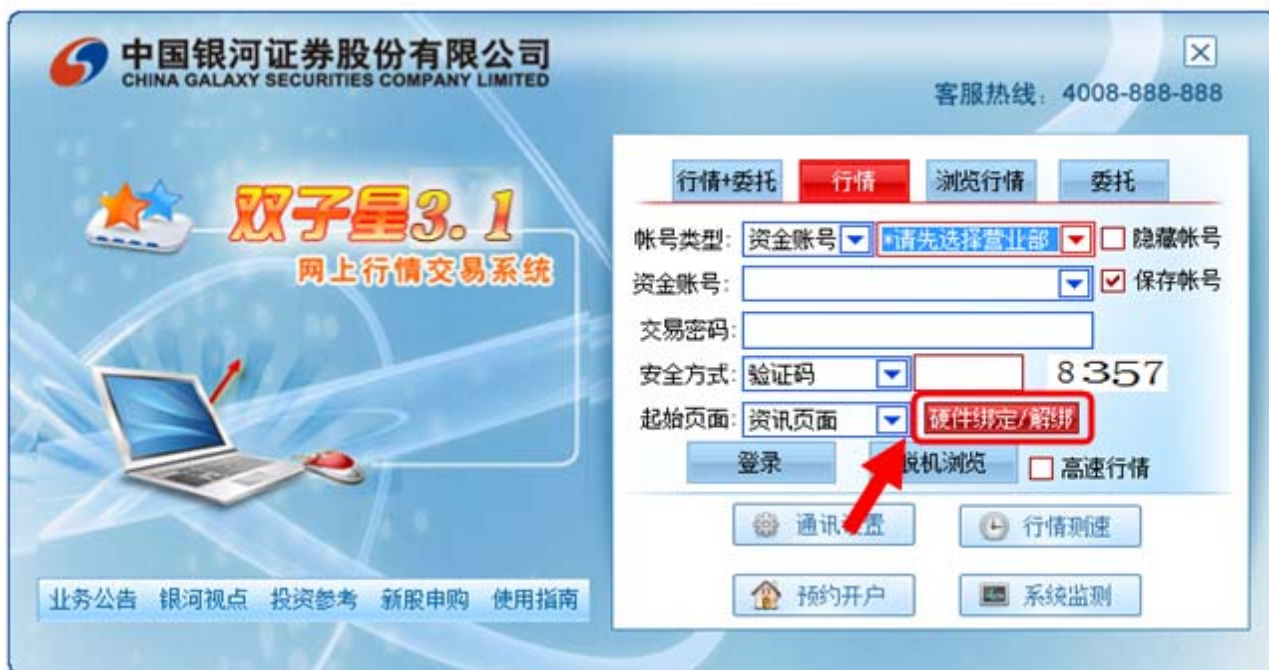 中国银河证券股份有限公司
CHINA GALAXY SECURITIES COMPANY LIMITED
客服热线：4008-888-888
双子星3.1
网上行情交易系统
行情+委托 行情 浏览行情 委托
帐号类型: 资金账号 *请先选择营业部 隐藏帐号
资金账号: 保存帐号
交易密码:
安全方式: 验证码 8357
起始页面: 资讯页面 硬件绑定/解绑
登录 脱机浏览 高速行情
通讯设置 行情测速
预约开户 系统监测
业务公告 银河视点 投资参考 新股申购 使用指南